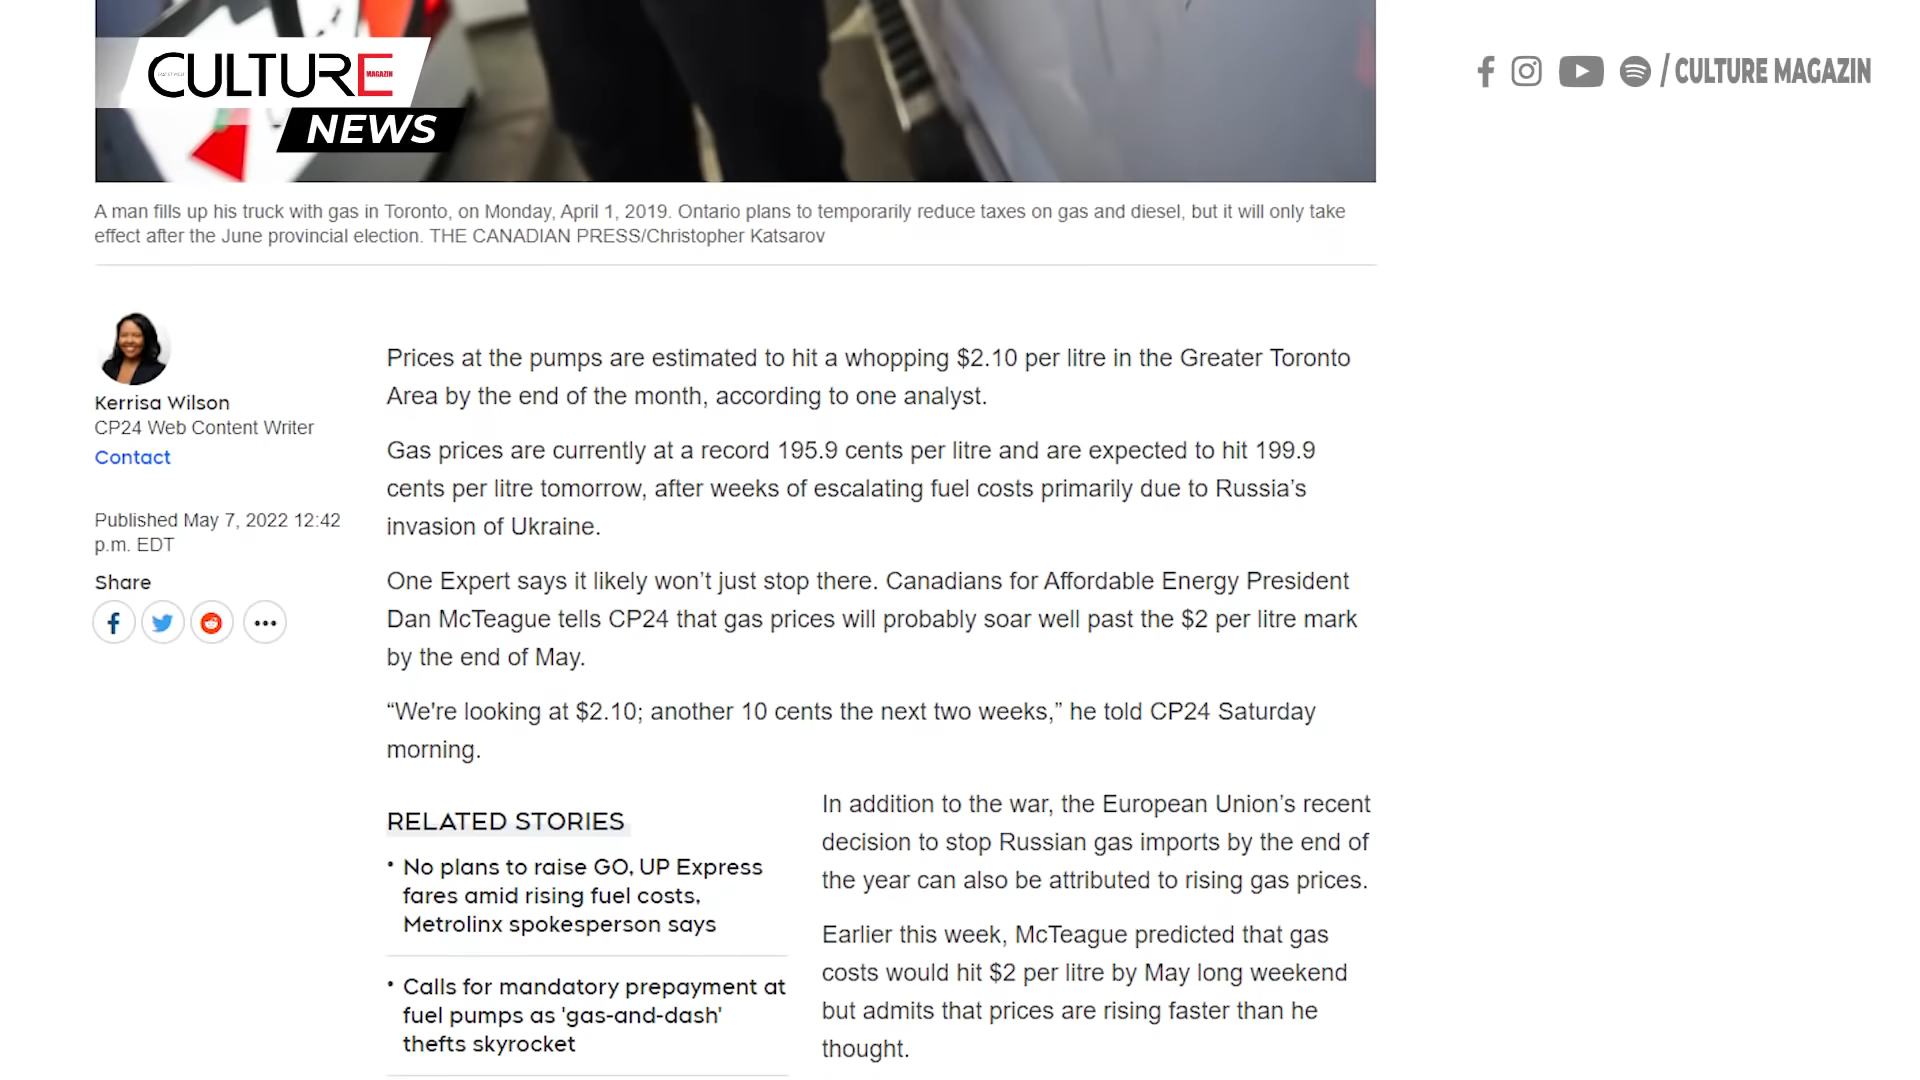 CULTURE
MAGAZIN
NEWS
/ CULTURE MAGAZIN
A man fills up his truck with gas in Toronto, on Monday, April 1, 2019. Ontario plans to temporarily reduce taxes on gas and diesel, but it will only take
effect after the June provincial election. THE CANADIAN PRESS/Christopher Katsarov
Kerrisa Wilson
CP24 Web Content Writer
Contact
Published May 7, 2022 12:42
p.m. EDT
Share
Prices at the pumps are estimated to hit a whopping $2.10 per litre in the Greater Toronto
Area by the end of the month, according to one analyst.
Gas prices are currently at a record 195.9 cents per litre and are expected to hit 199.9
cents per litre tomorrow, after weeks of escalating fuel costs primarily due to Russia’s
invasion of Ukraine.
One Expert says it likely won’t just stop there. Canadians for Affordable Energy President
Dan McTeague tells CP24 that gas prices will probably soar well past the $2 per litre mark
by the end of May.
“We're looking at $2.10; another 10 cents the next two weeks,” he told CP24 Saturday
morning.
RELATED STORIES
• No plans to raise GO, UP Express
fares amid rising fuel costs,
Metrolinx spokesperson says
• Calls for mandatory prepayment at
fuel pumps as 'gas-and-dash'
thefts skyrocket
In addition to the war, the European Union’s recent
decision to stop Russian gas imports by the end of
the year can also be attributed to rising gas prices.
Earlier this week, McTeague predicted that gas
costs would hit $2 per litre by May long weekend
but admits that prices are rising faster than he
thought.